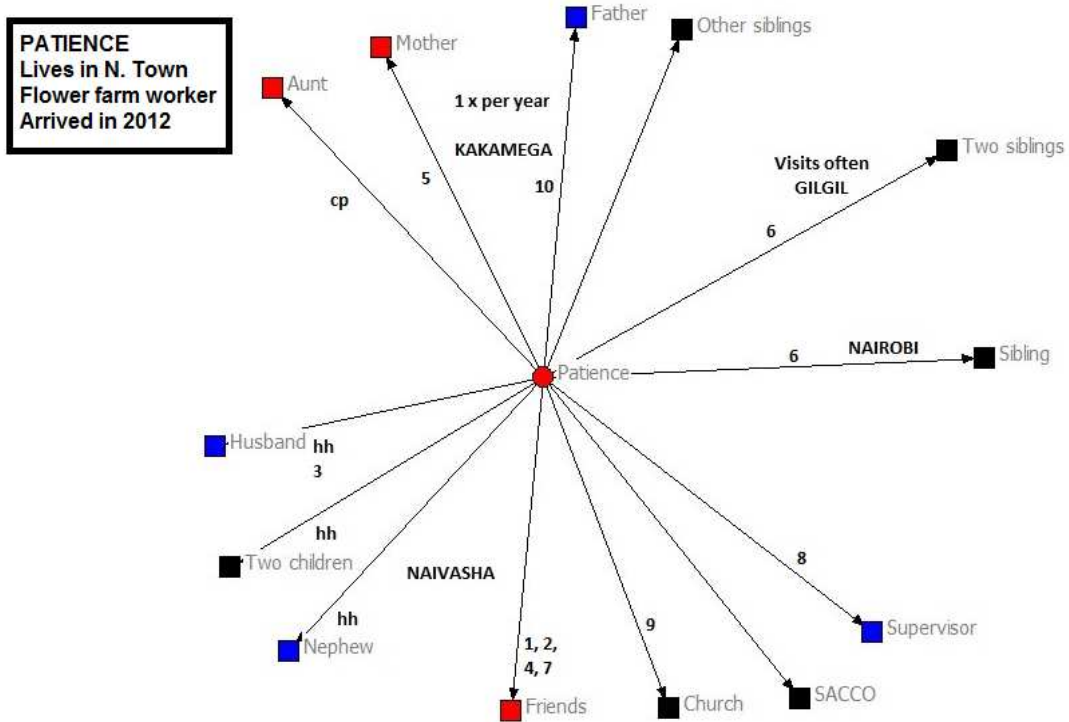 PATIENCE
Lives in N. Town
Flower farm worker
Arrived in 2012
Father
Other siblings
Mother
Aunt
1 x per year
KAKAMEGA
5
10
cp
Visits often
GILGIL
Two siblings
6
6
NAIROBI
Sibling
Patience
Husband
hh
3
hh
Two children
NAIVASHA
hh
Nephew
8
Supervisor
9
1, 2,
4, 7
Friends
Church
SACCO